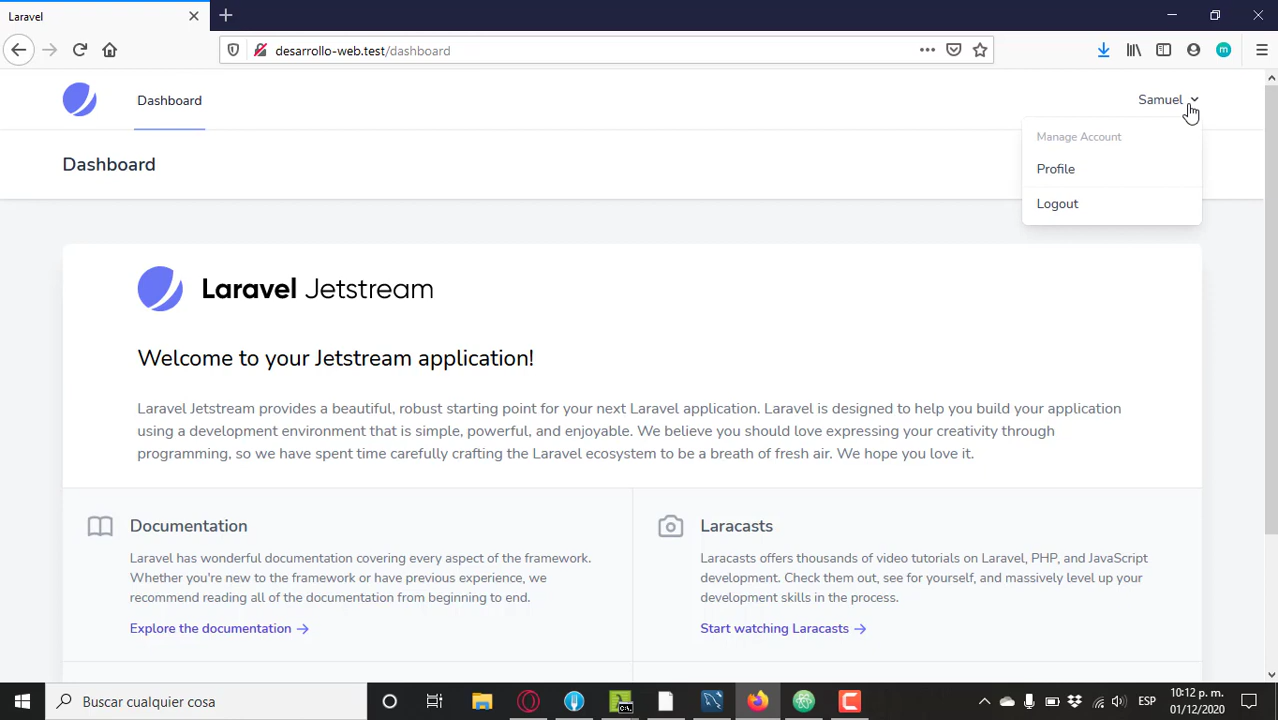 Laravel
desarrollo-web.test/dashboard
m
Dashboard
Samuel
Manage Account
Profile
Logout
Dashboard
Laravel Jetstream
Welcome to your Jetstream application!
Laravel Jetstream provides a beautiful, robust starting point for your next Laravel application. Laravel is designed to help you build your application
using a development environment that is simple, powerful, and enjoyable. We believe you should love expressing your creativity through
programming, so we have spent time carefully crafting the Laravel ecosystem to be a breath of fresh air. We hope you love it.
Documentation
Laravel has wonderful documentation covering every aspect of the framework.
Whether you're new to the framework or have previous experience, we
recommend reading all of the documentation from beginning to end.
Explore the documentation
Laracasts
Laracasts offers thousands of video tutorials on Laravel, PHP, and JavaScript
development. Check them out, see for yourself, and massively level up your
development skills in the process.
Start watching Laracasts
Buscar cualquier cosa
ESP
10:12 p. m.
01/12/2020